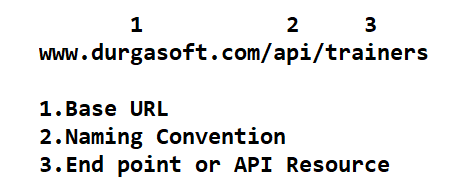 1 2 3
www.durgasoft.com/api/trainers
1.Base URL
2.Naming Convention
3.End point or API Resource